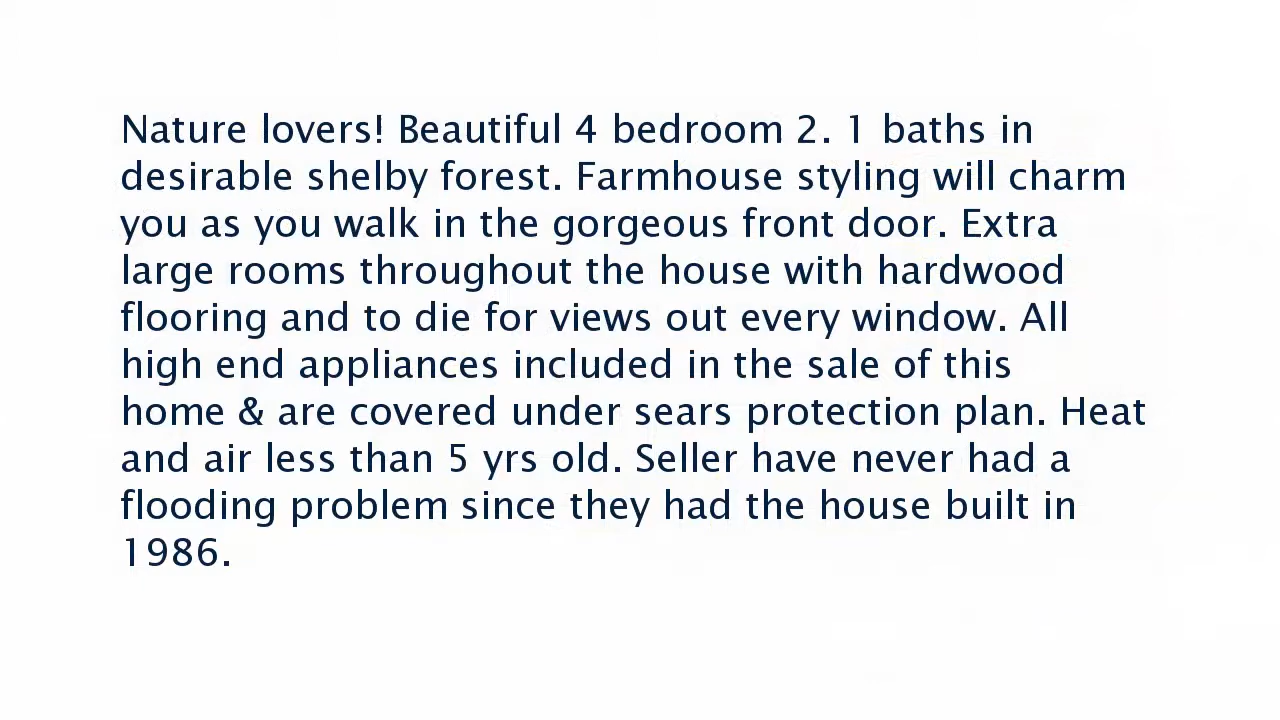 Nature lovers! Beautiful 4 bedroom 2. 1 baths in
desirable shelby forest. Farmhouse styling will charm
you as you walk in the gorgeous front door. Extra
large rooms throughout the house with hardwood
flooring and to die for views out every window. All
high end appliances included in the sale of this
home & are covered under sears protection plan. Heat
and air less than 5 yrs old. Seller have never had a
flooding problem since they had the house built in
1986.